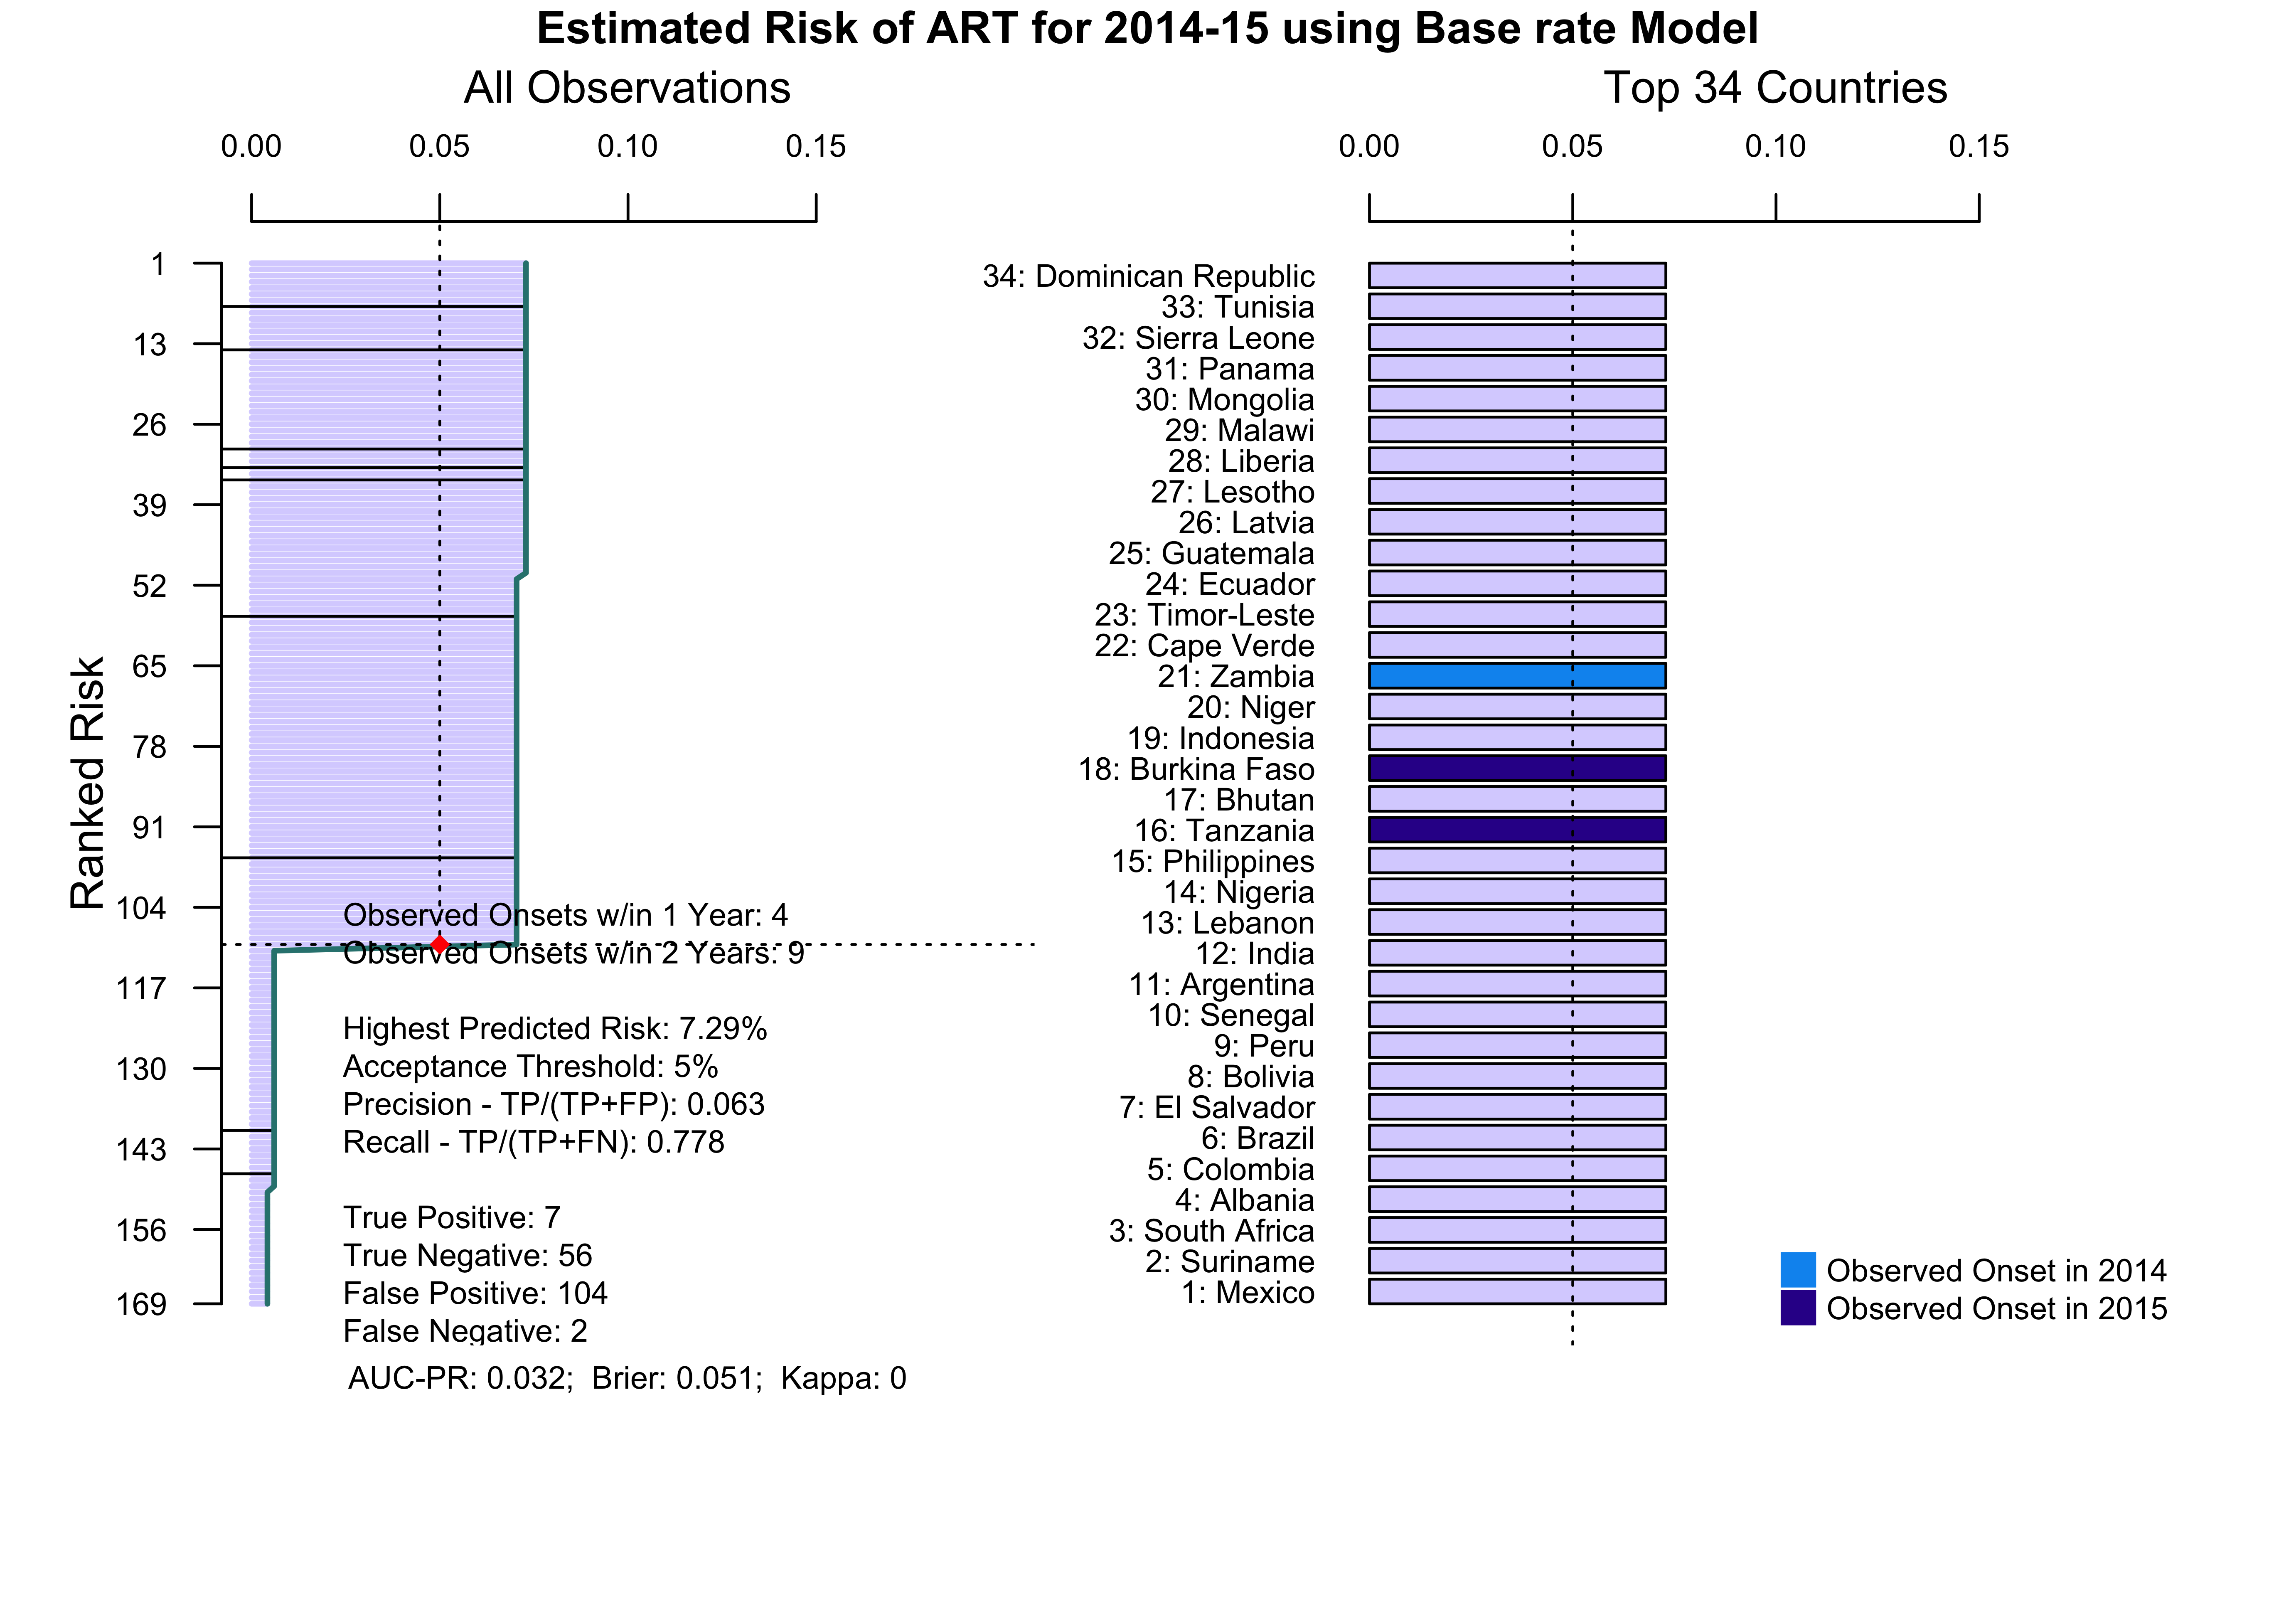 Estimated Risk of ART for 2014-15 using Base rate Model
All Observations
0.00 0.05 0.10 0.15
Ranked Risk
1
13
26
39
52
65
78
91
104
117
130
143
156
169
Observed Onsets w/in 1 Year: 4
Observed Onsets w/in 2 Years: 9
Highest Predicted Risk: 7.29%
Acceptance Threshold: 5%
Precision - TP/(TP+FP): 0.063
Recall - TP/(TP+FN): 0.778
True Positive: 7
True Negative: 56
False Positive: 104
False Negative: 2
AUC-PR: 0.032; Brier: 0.051; Kappa: 0
Top 34 Countries
0.00 0.05 0.10 0.15
34: Dominican Republic
33: Tunisia
32: Sierra Leone
31: Panama
30: Mongolia
29: Malawi
28: Liberia
27: Lesotho
26: Latvia
25: Guatemala
24: Ecuador
23: Timor-Leste
22: Cape Verde
21: Zambia
20: Niger
19: Indonesia
18: Burkina Faso
17: Bhutan
16: Tanzania
15: Philippines
14: Nigeria
13: Lebanon
12: India
11: Argentina
10: Senegal
9: Peru
8: Bolivia
7: El Salvador
6: Brazil
5: Colombia
4: Albania
3: South Africa
2: Suriname
1: Mexico
Observed Onset in 2014
Observed Onset in 2015